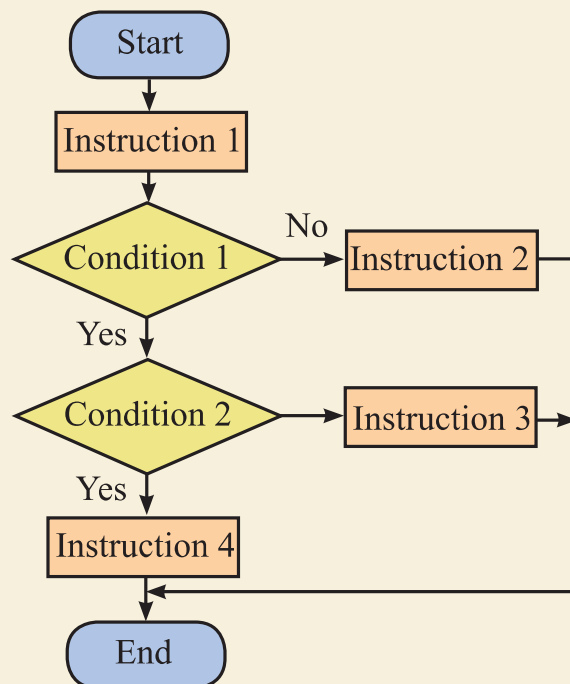 Start
Instruction 1
No
Condition 1
Instruction 2
Yes
Condition 2
Instruction 3
Yes
Instruction 4
End